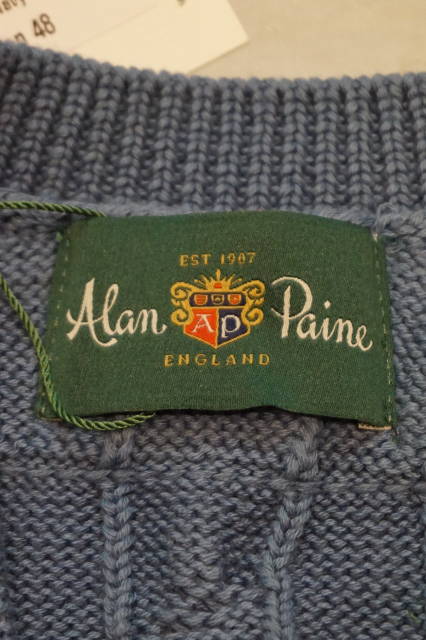 48
EST 1907
Alan Paine
AP
ENGLAND